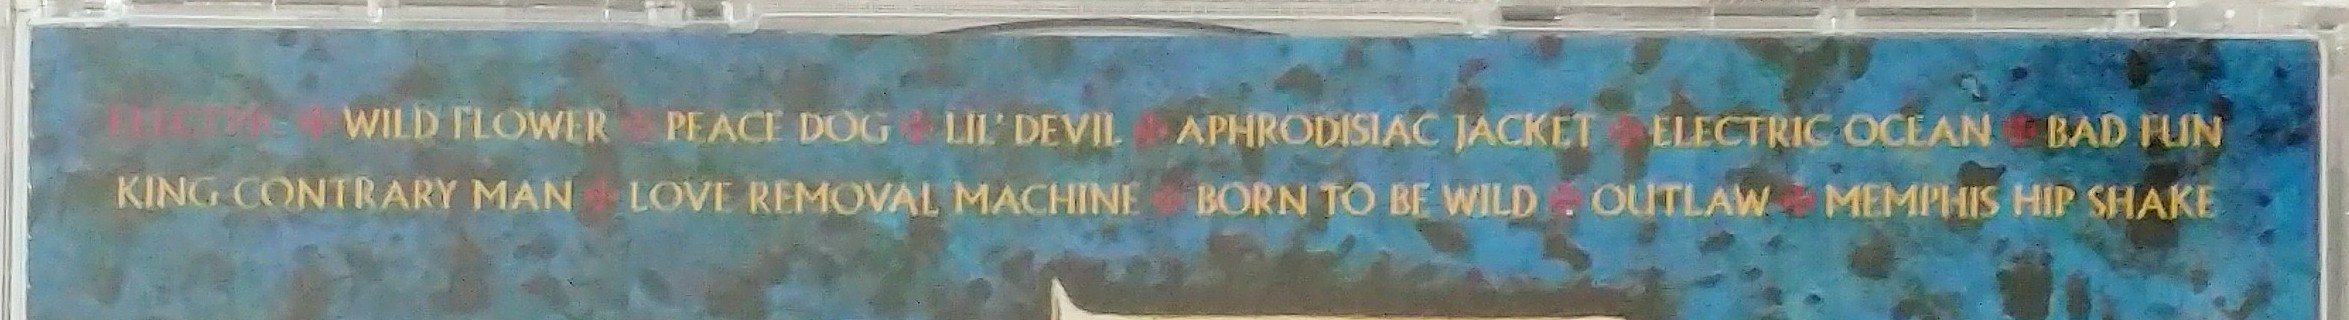 ELECTRIC WILD FLOWER PEACE DOG LIL' DEVIL APHRODISIAC JACKET ELECTRIC OCEAN BAD FUN
KING CONTRARY MAN LOVE REMOVAL MACHINE BORN TO BE WILD OUTLAW MEMPHIS HIP SHAKE